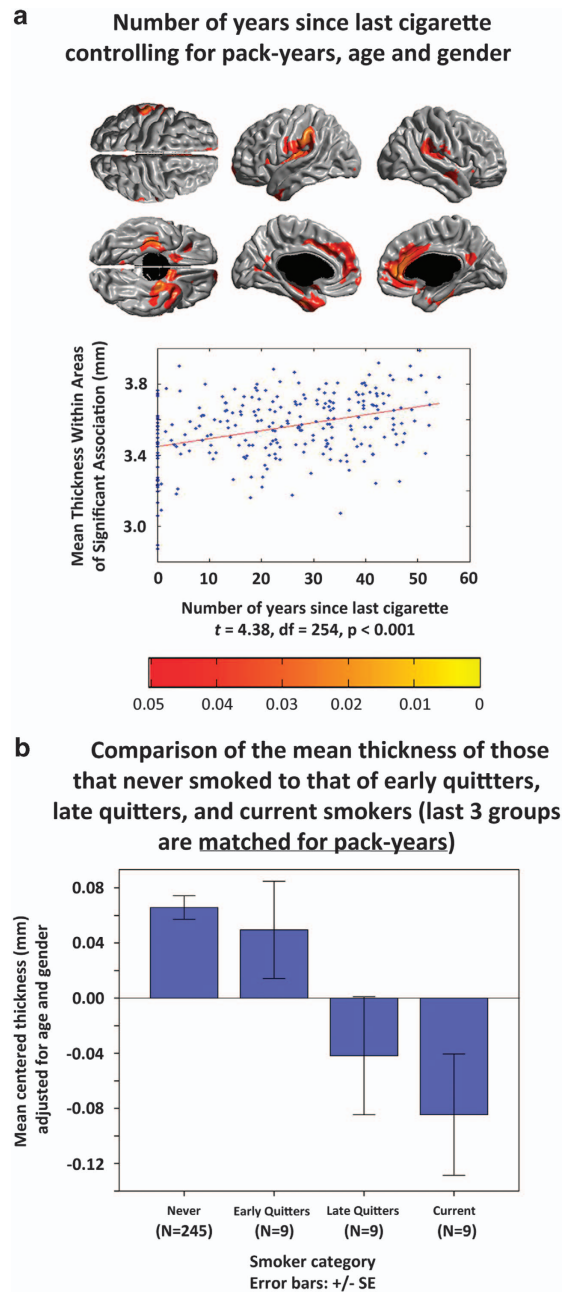 a
Number of years since last cigarette
controlling for pack-years, age and gender
Mean Thickness Within Areas
of Significant Association (mm)
3.8
3.4
3.0
0 10 20 30 40 50 60
Number of years since last cigarette
t = 4.38, df = 254, p < 0.001
0.05 0.04 0.03 0.02 0.01 0
b
Comparison of the mean thickness of those
that never smoked to that of early quittters,
late quitters, and current smokers (last 3 groups
are matched for pack-years)
Mean centered thickness (mm)
adjusted for age and gender
0.08
0.04
0.00
-0.04
-0.08
-0.12
Never Early Quitters Late Quitters Current
(N=245) (N=9) (N=9) (N=9)
Smoker category
Error bars: +/- SE